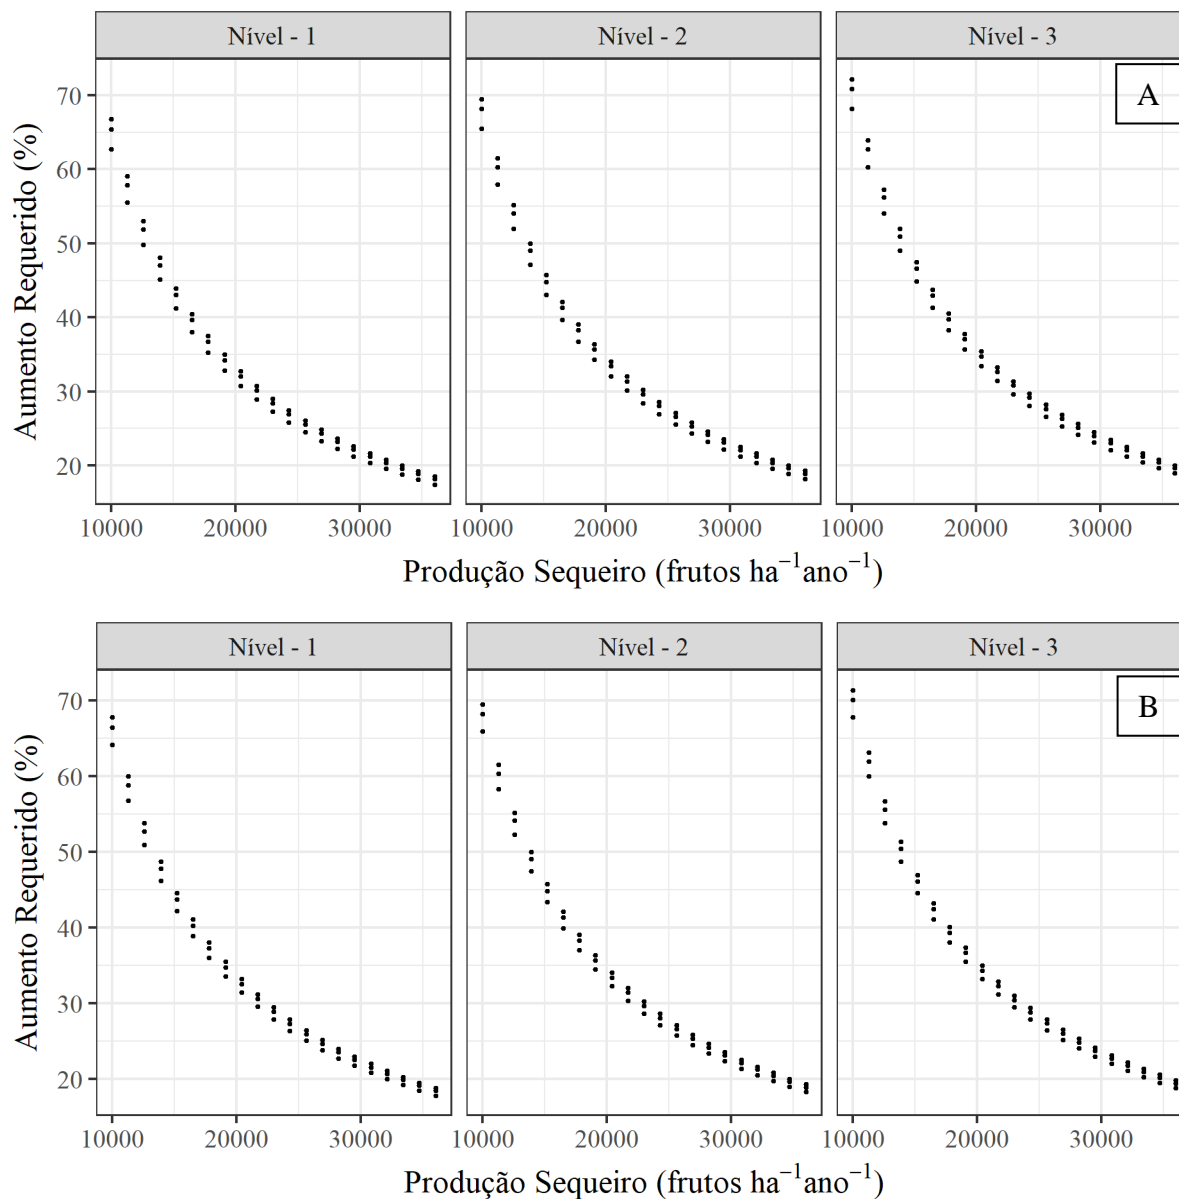 Nível - 1 Nível - 2 Nível - 3
A
70
60
50
40
30
20
Aumento Requerido (%)
10000 20000 30000 10000 20000 30000 10000 20000 30000
Produção Sequeiro (frutos ha⁻¹ano⁻¹)
Nível - 1 Nível - 2 Nível - 3
B
70
60
50
40
30
20
Aumento Requerido (%)
10000 20000 30000 10000 20000 30000 10000 20000 30000
Produção Sequeiro (frutos ha⁻¹ano⁻¹)